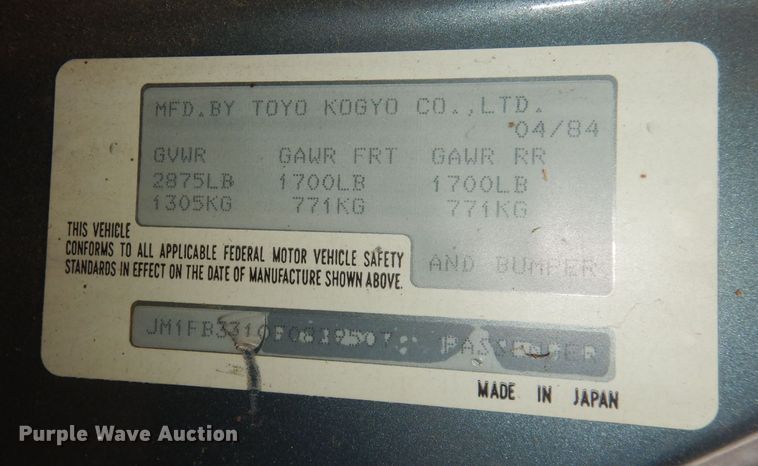 MFD.BY TOYO KOGYO CO.,LTD.
04/84
GVWR GAWR FRT GAWR RR
2875LB 1700LB 1700LB
1305KG 771KG 771KG
THIS VEHICLE
CONFORMS TO ALL APPLICABLE FEDERAL MOTOR VEHICLE SAFETY
STANDARDS IN EFFECT ON THE DATE OF MANUFACTURE SHOWN ABOVE.
AND BUMPER
PASSENGER
MADE IN JAPAN
Purple Wave Auction